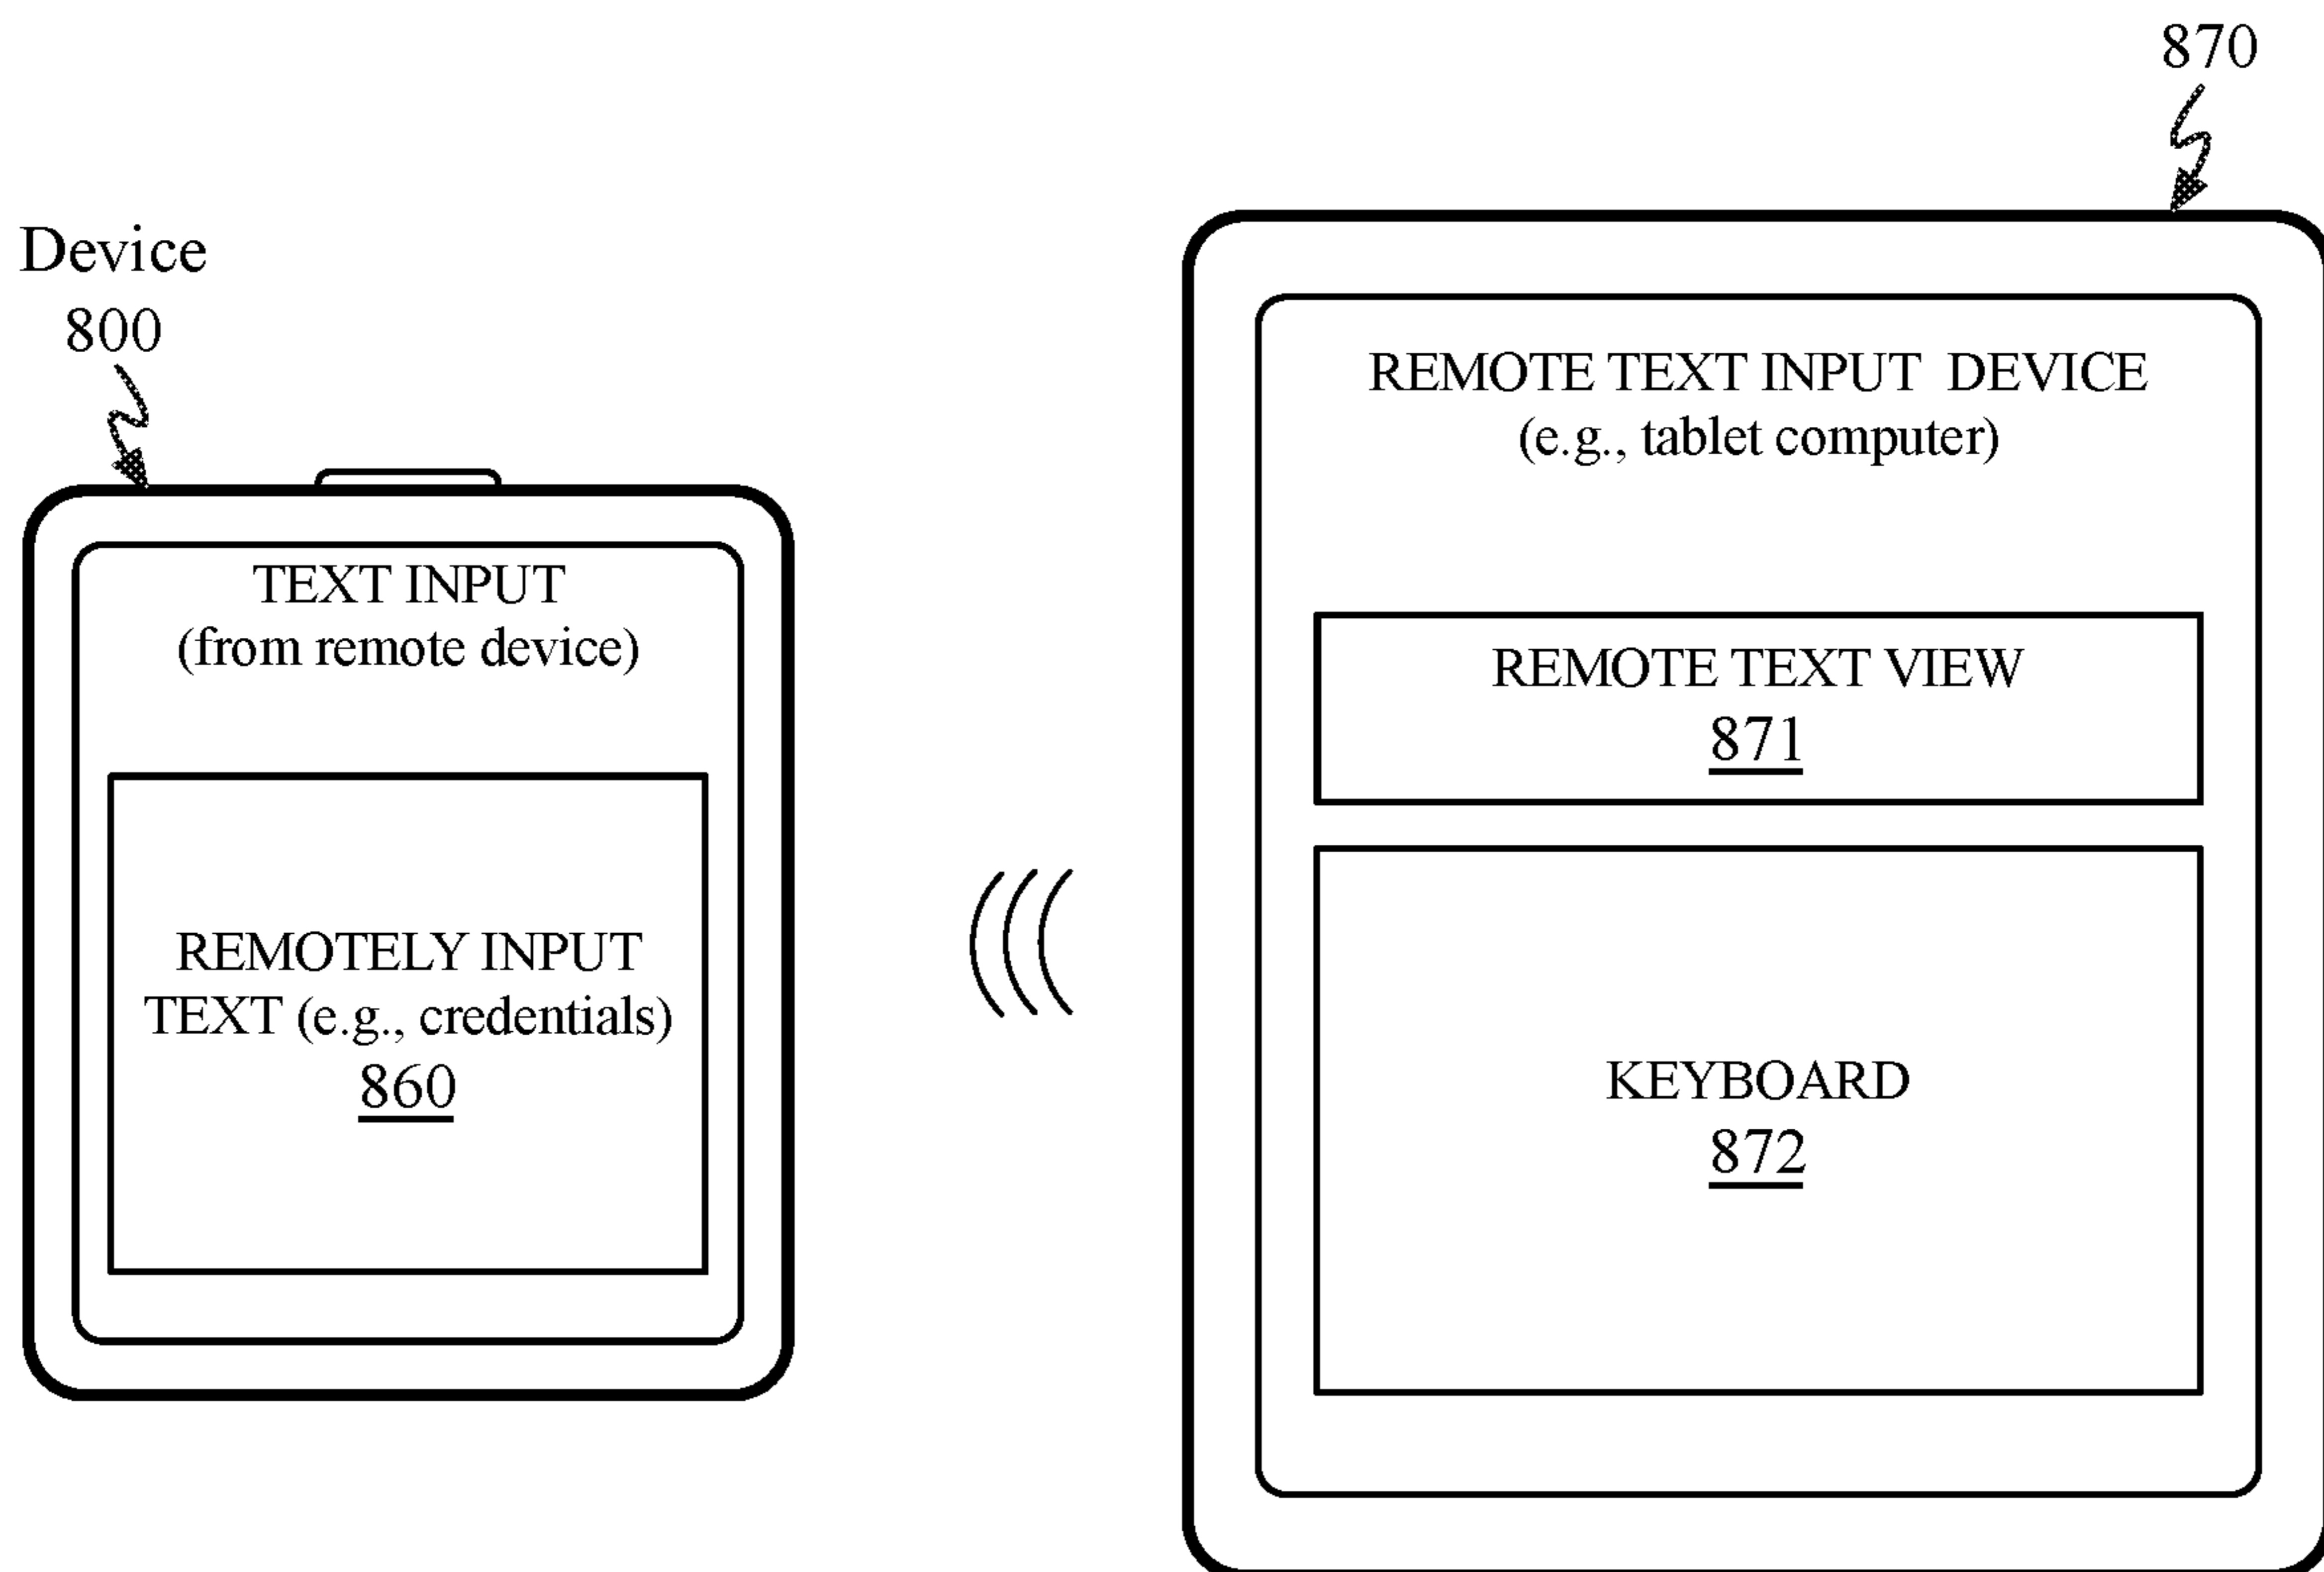 870
Device
800
REMOTE TEXT INPUT DEVICE
(e.g., tablet computer)
TEXT INPUT
(from remote device)
REMOTE TEXT VIEW
871
REMOTELY INPUT
TEXT (e.g., credentials)
860
KEYBOARD
872